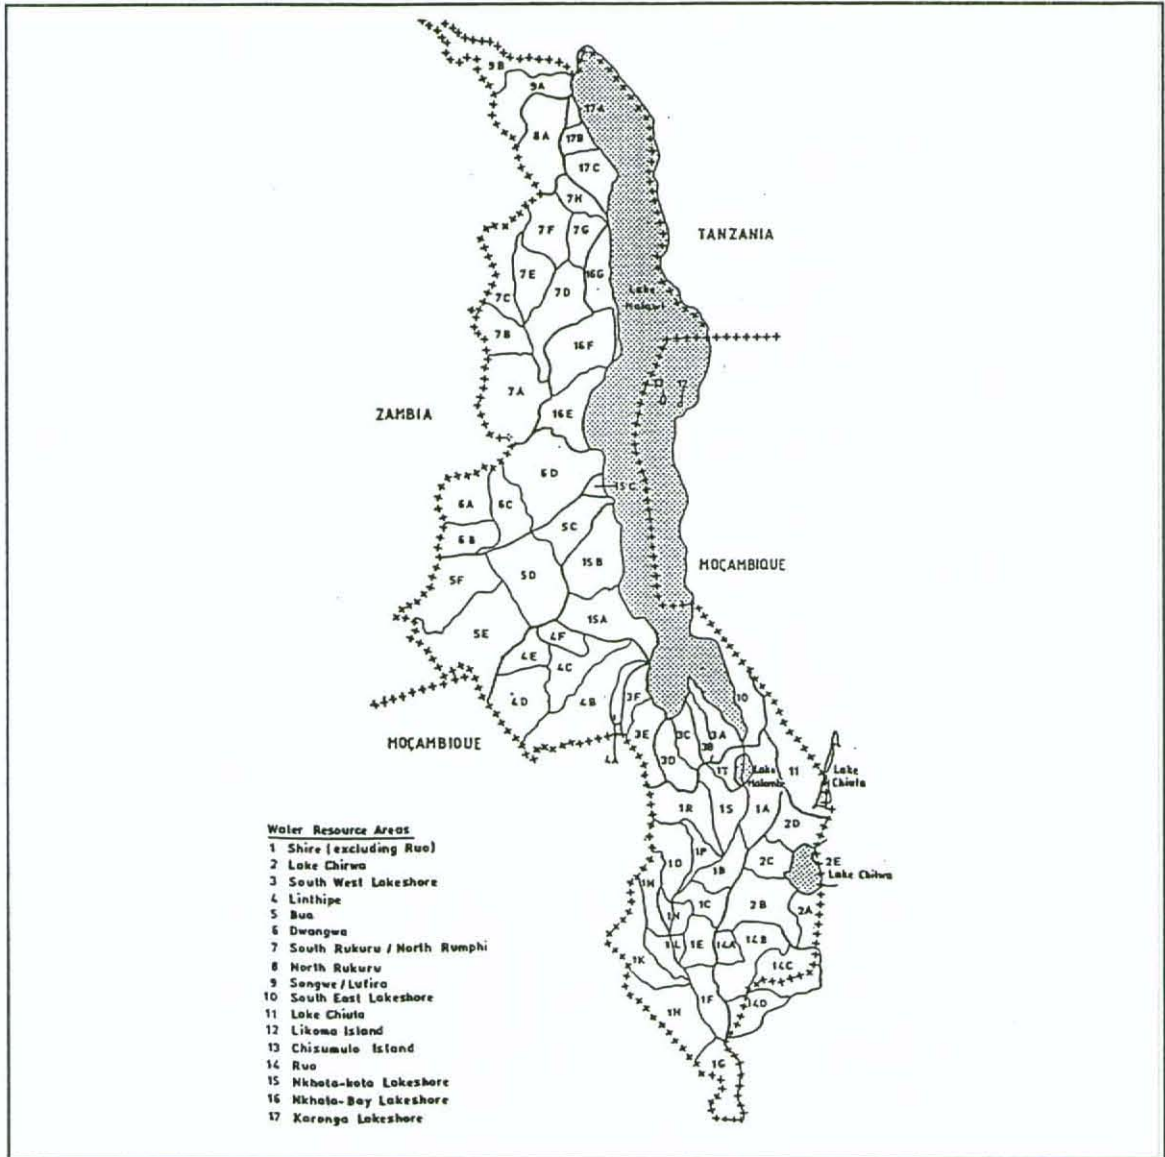 9B
9A
17A
8A
17B
17C
7H
7F
7G
TANZANIA
7E
16G
7D
7C
Lake
Malawi
7B
16F
13
12
7A
ZAMBIA
16E
6D
15C
6A
6C
5C
6B
15B
MOÇAMBIQUE
5F
5D
15A
5E
4F
4E
4C
4D
4B
3F
10
MOÇAMBIQUE
3E
3C
3A
3B
4A
3D
1T
Lake
Malombe
11
Lake
Chiuta
1R
1S
1A
2D
1P
2C
2E
Lake Chilwa
1O
1B
1M
1C
2B
2A
1N
1L
1E
14A
14B
1K
14C
1F
14D
1H
1G
Water Resource Areas
1 Shire (excluding Ruo)
2 Lake Chirwa
3 South West Lakeshore
4 Linthipe
5 Bua
6 Dwangwa
7 South Rukuru / North Rumphi
8 North Rukuru
9 Songwe/Lufira
10 South East Lakeshore
11 Lake Chiuta
12 Likoma Island
13 Chisumulo Island
14 Ruo
15 Nkhota-kota Lakeshore
16 Nkhata-Bay Lakeshore
17 Karonga Lakeshore